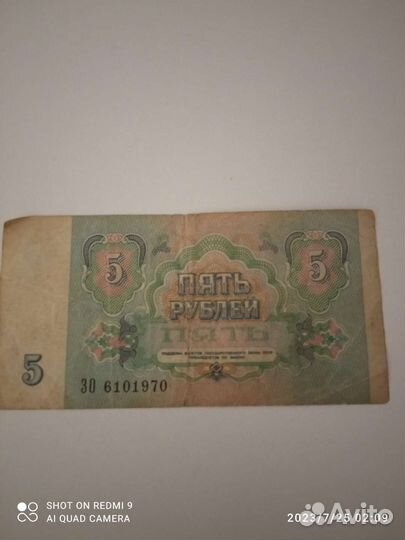 5
5
ПЯТЬ
РУБЛЕЙ
ПЯТЬ
5
ЗО 6101970
SHOT ON REDMI 9
AI QUAD CAMERA
2023/7/25 02:09
Avito